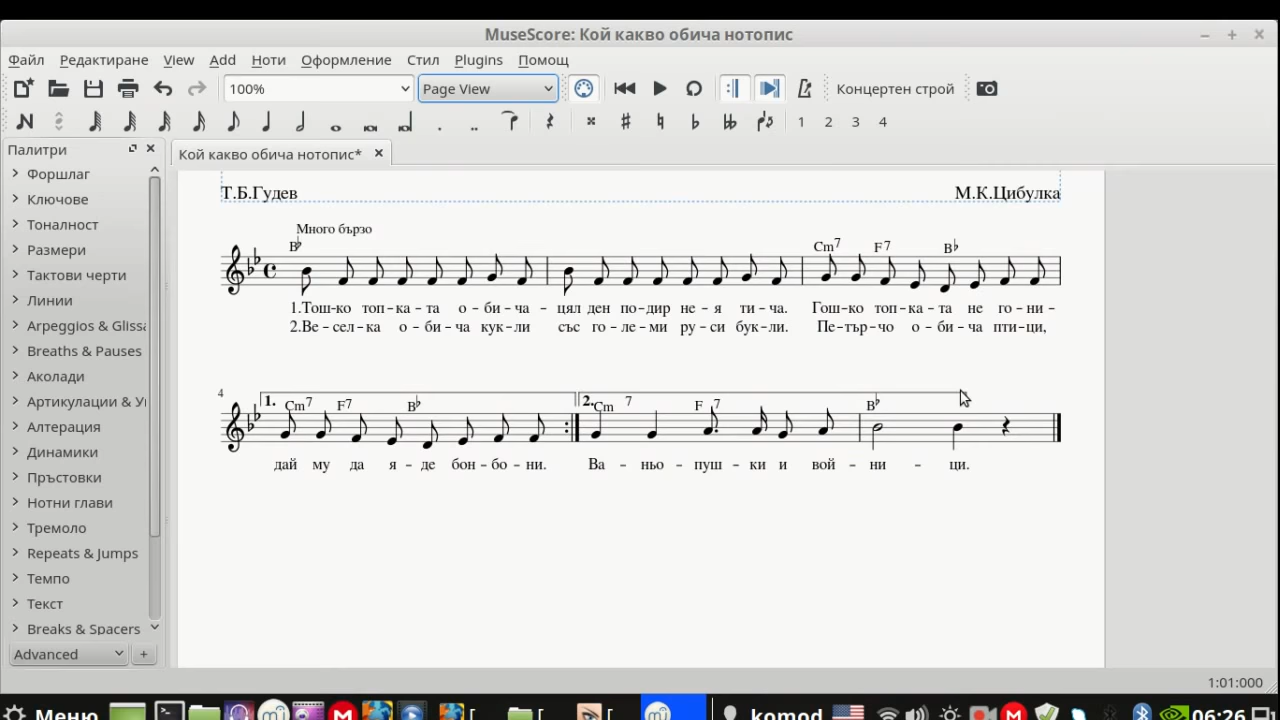 MuseScore: Кой какво обича нотопис
Файл Редактиране View Add Ноти Оформление Стил Plugins Помощ
100% Page View Концертен строй
1 2 3 4
Палитри
Кой какво обича нотопис*
Форшлаг
Ключове
Тоналност
Размери
Тактови черти
Линии
Arpeggios & Glissa
Breaths & Pauses
Аколади
Артикулации & У
Алтерация
Динамики
Пръстовки
Нотни глави
Тремоло
Repeats & Jumps
Темпо
Текст
Breaks & Spacers
Advanced +
Т.Б.Гудев М.К.Цибулка
Много бързо
B♭ Cm7 F7 B♭
1.Тош-ко топ-ка-та о-би-ча - цял ден по-дир не-я ти-ча. Гош-ко топ-ка-та не го-ни-
2.Ве-сел-ка о-би-ча кук-ли със го-ле-ми ру-си бук-ли. Пе-тър-чо о-би-ча пти-ци,
4
1. Cm7 F7 B♭ 2. Cm 7 F 7 B♭
дай му да я-де бон-бо-ни. Ва - ньо - пуш - ки и вой - ни - ци.
1:01:000
Меню komod 06:26